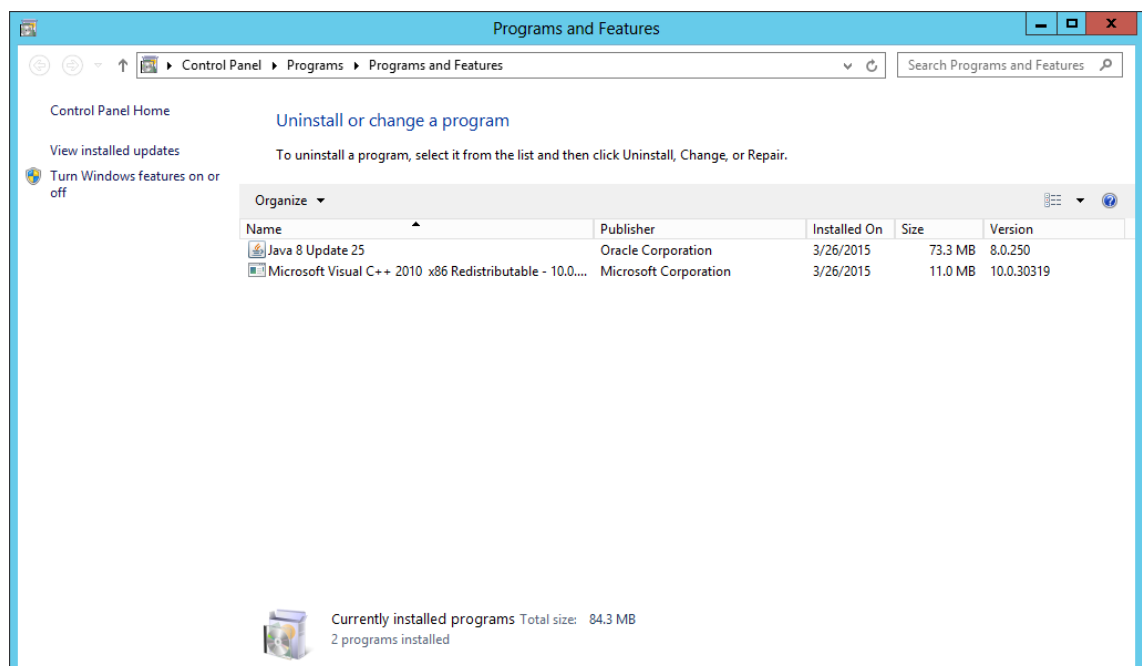 Programs and Features
Control Panel Programs Programs and Features
Search Programs and Features
Control Panel Home
View installed updates
Turn Windows features on or
off
Uninstall or change a program
To uninstall a program, select it from the list and then click Uninstall, Change, or Repair.
Organize
Name Publisher Installed On Size Version
Java 8 Update 25 Oracle Corporation 3/26/2015 73.3 MB 8.0.250
Microsoft Visual C++ 2010 x86 Redistributable - 10.0.... Microsoft Corporation 3/26/2015 11.0 MB 10.0.30319
Currently installed programs Total size: 84.3 MB
2 programs installed